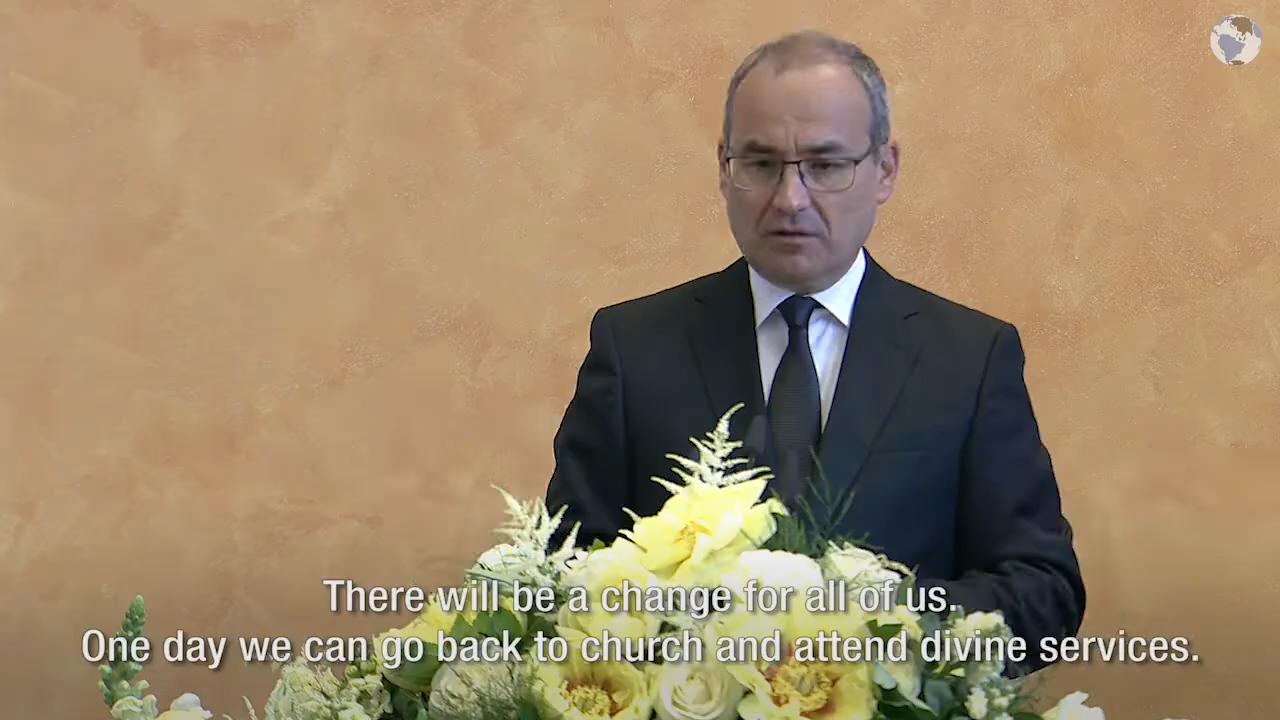 There will be a change for all of us.
One day we can go back to church and attend divine services.